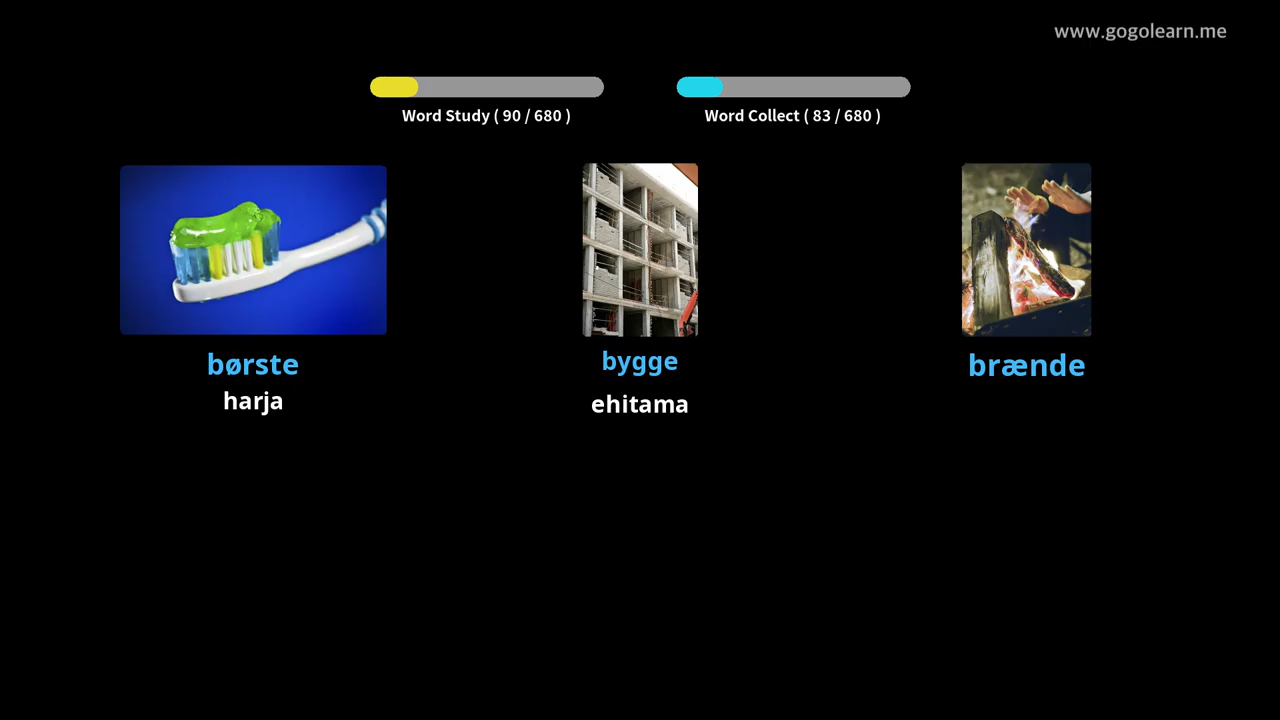 www.gogolearn.me
Word Study ( 90 / 680 )
Word Collect ( 83 / 680 )
børste
harja
bygge
ehitama
brænde